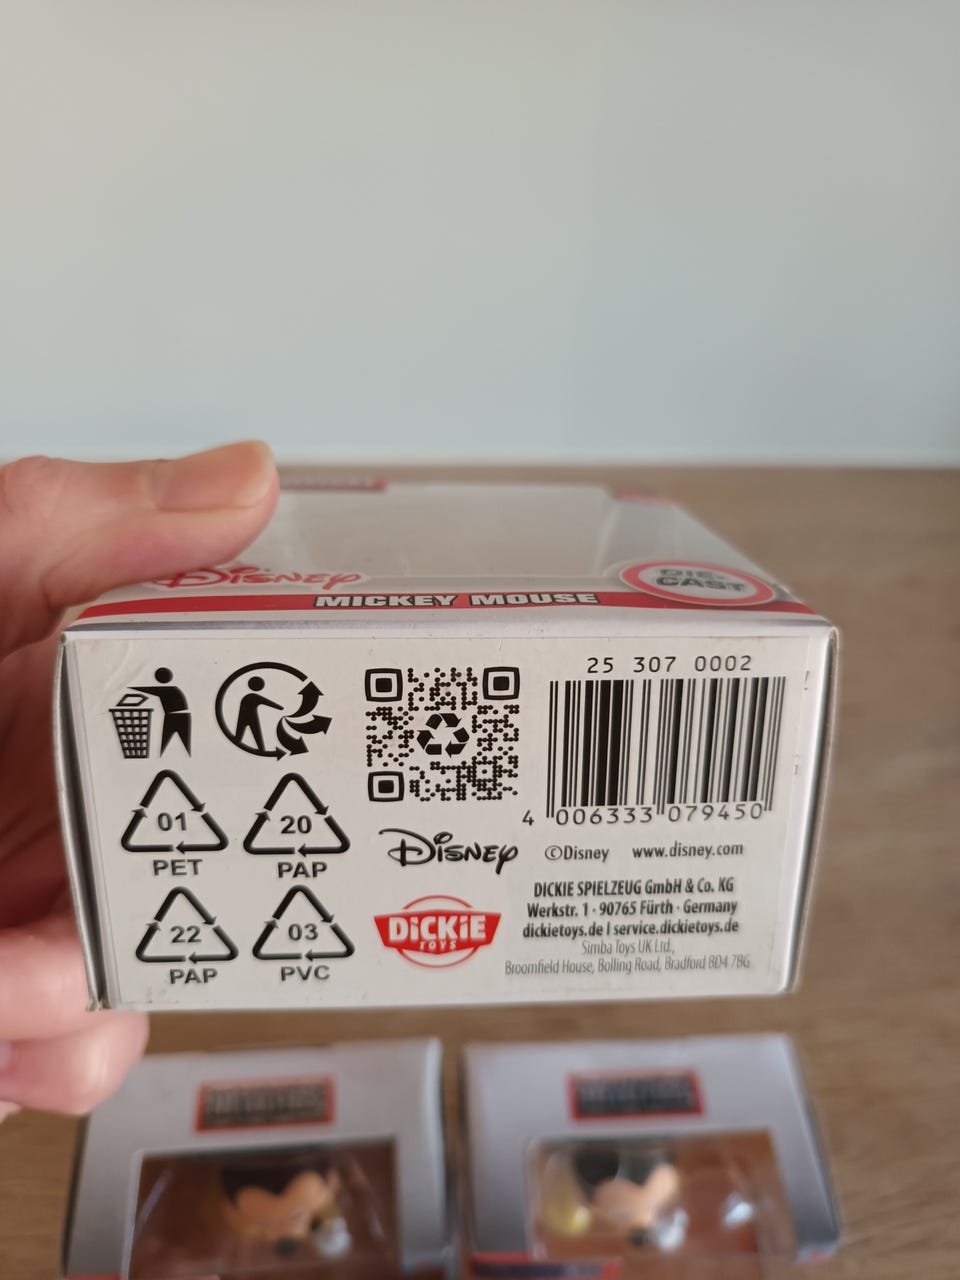 Disney
MICKEY MOUSE
DIE-
CAST
25 307 0002
4 006333 079450
01
PET
20
PAP
22
PAP
03
PVC
Disney
©Disney www.disney.com
DICKIE
TOYS
DICKIE SPIELZEUG GmbH & Co. KG
Werkstr. 1 · 90765 Fürth · Germany
dickietoys.de | service.dickietoys.de
Simba Toys UK Ltd.,
Broomfield House, Bolling Road, Bradford BD4 7BG